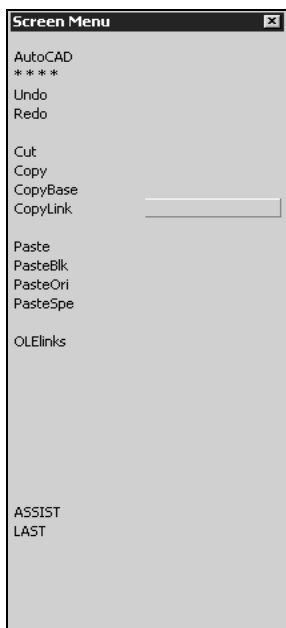 Screen Menu
AutoCAD
* * * *
Undo
Redo
Cut
Copy
CopyBase
CopyLink
Paste
PasteBlk
PasteOri
PasteSpe
OLElinks
ASSIST
LAST